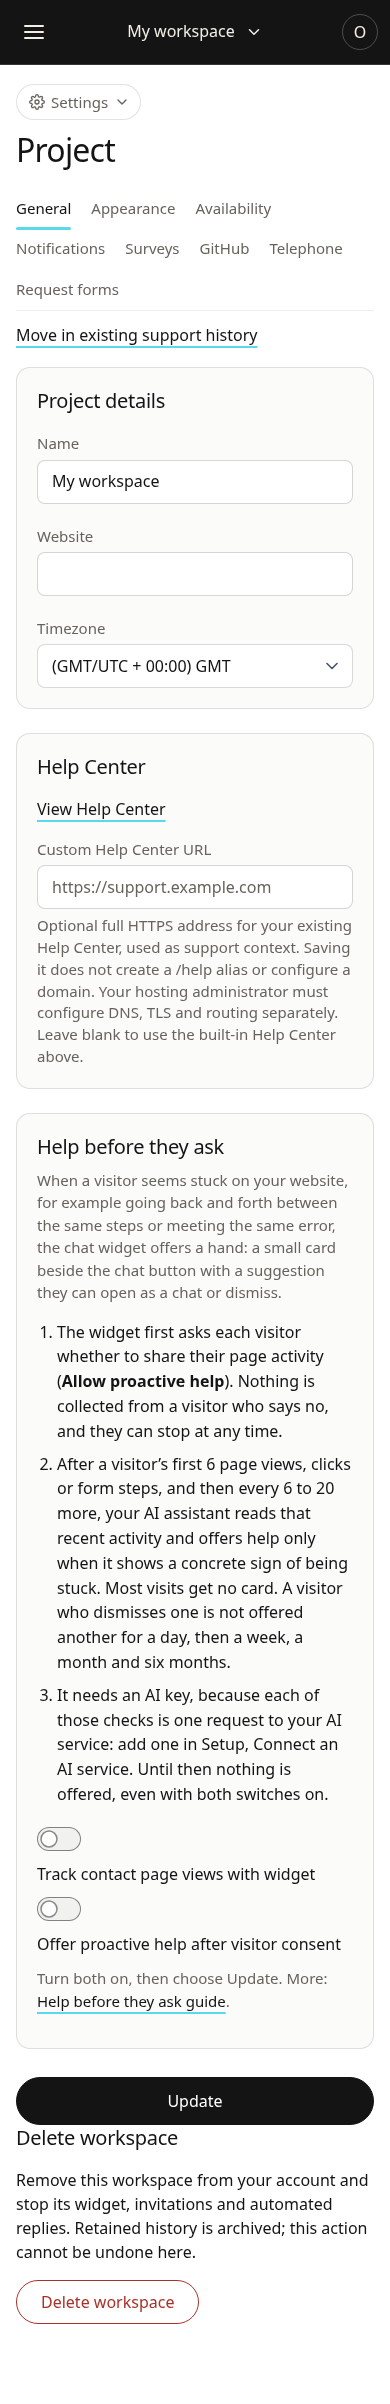 My workspace
O
Settings
Project
General Appearance Availability
Notifications Surveys GitHub Telephone
Request forms
Move in existing support history
Project details
Name
My workspace
Website
Timezone
(GMT/UTC + 00:00) GMT
Help Center
View Help Center
Custom Help Center URL
https://support.example.com
Optional full HTTPS address for your existing
Help Center, used as support context. Saving
it does not create a /help alias or configure a
domain. Your hosting administrator must
configure DNS, TLS and routing separately.
Leave blank to use the built-in Help Center
above.
Help before they ask
When a visitor seems stuck on your website,
for example going back and forth between
the same steps or meeting the same error,
the chat widget offers a hand: a small card
beside the chat button with a suggestion
they can open as a chat or dismiss.
1. The widget first asks each visitor
whether to share their page activity
(Allow proactive help). Nothing is
collected from a visitor who says no,
and they can stop at any time.
2. After a visitor’s first 6 page views, clicks
or form steps, and then every 6 to 20
more, your AI assistant reads that
recent activity and offers help only
when it shows a concrete sign of being
stuck. Most visits get no card. A visitor
who dismisses one is not offered
another for a day, then a week, a
month and six months.
3. It needs an AI key, because each of
those checks is one request to your AI
service: add one in Setup, Connect an
AI service. Until then nothing is
offered, even with both switches on.
Track contact page views with widget
Offer proactive help after visitor consent
Turn both on, then choose Update. More:
Help before they ask guide.
Update
Delete workspace
Remove this workspace from your account and
stop its widget, invitations and automated
replies. Retained history is archived; this action
cannot be undone here.
Delete workspace